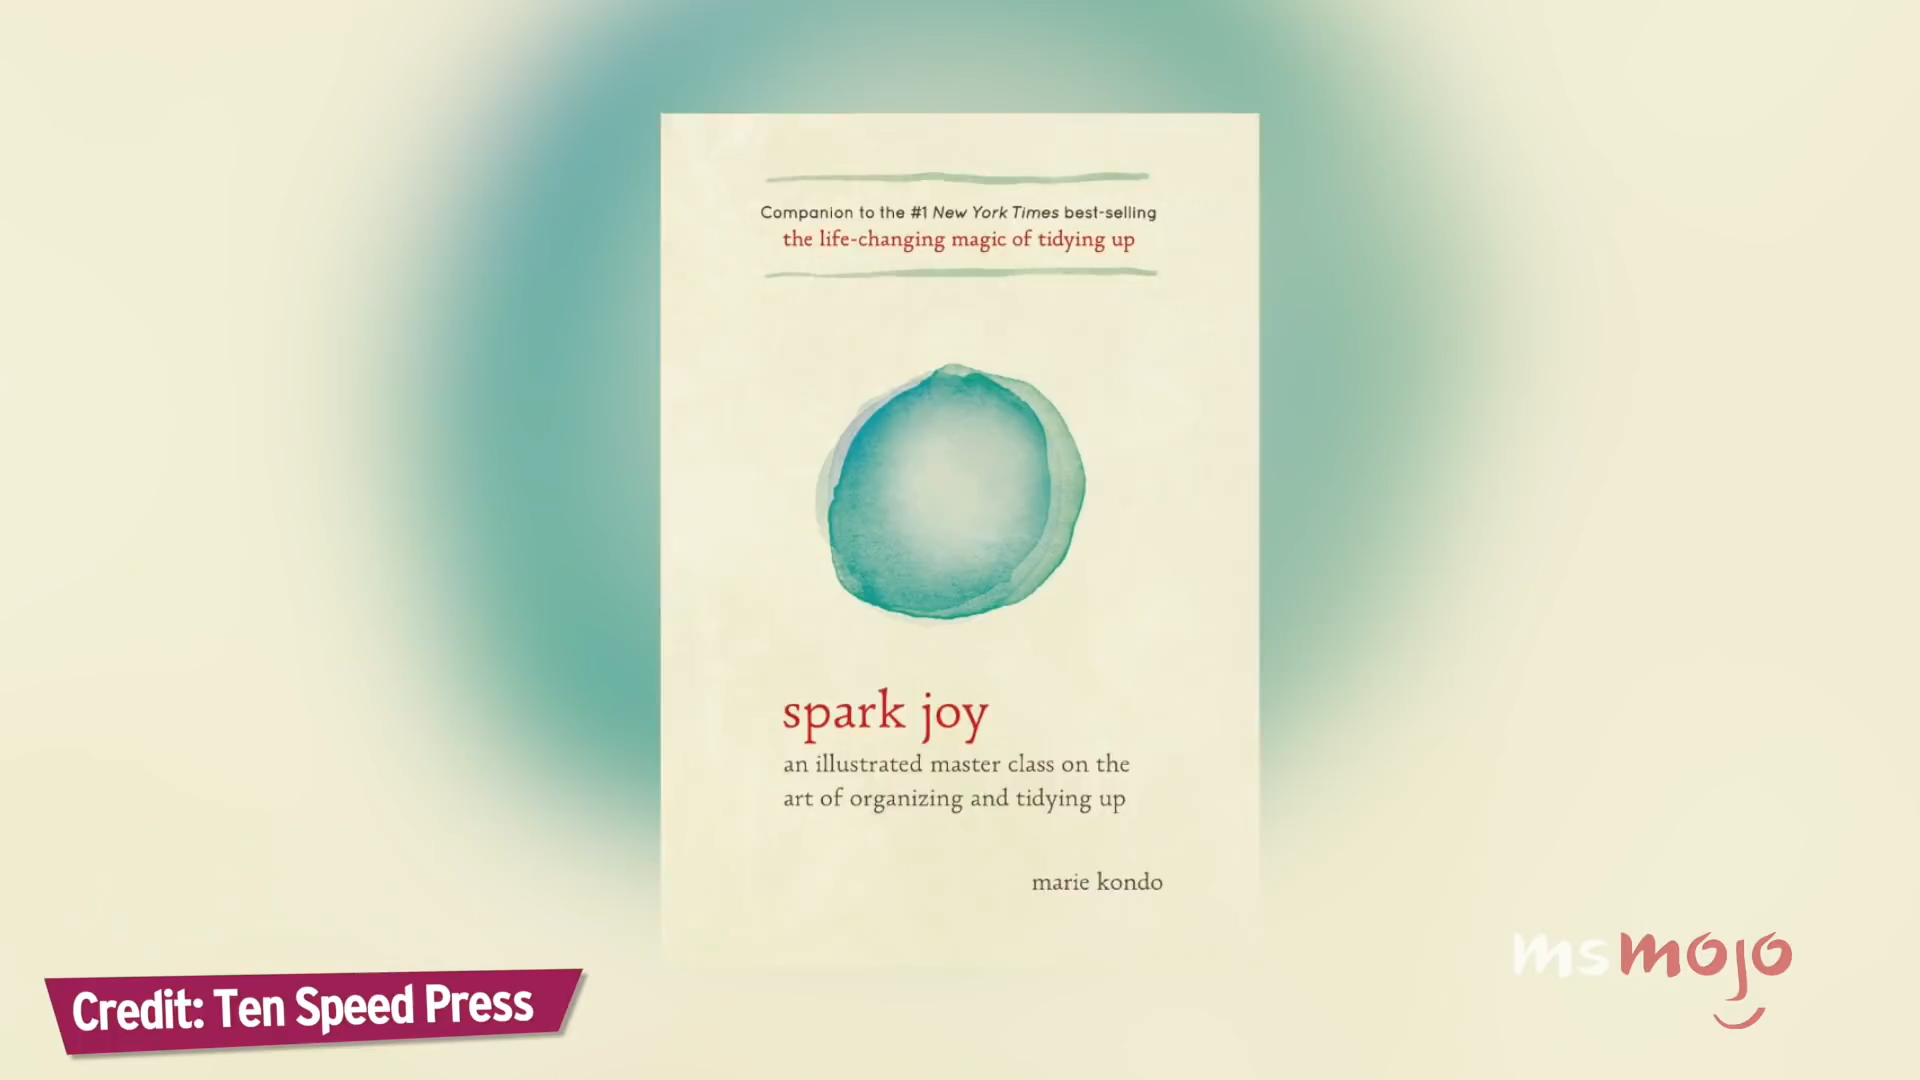 Companion to the #1 New York Times best-selling
the life-changing magic of tidying up
spark joy
an illustrated master class on the
art of organizing and tidying up
marie kondo
msmojo
Credit: Ten Speed Press